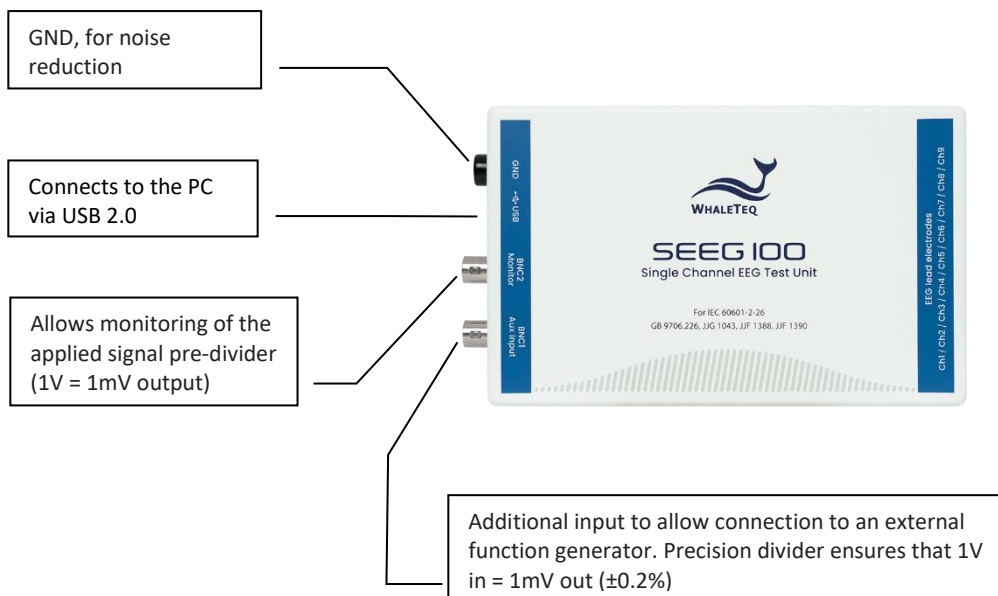 GND, for noise
reduction
Connects to the PC
via USB 2.0
Allows monitoring of the
applied signal pre-divider
(1V = 1mV output)
GND
USB
BNC2
Monitor
BNC1
Aux input
WHALETEQ
SEEG 100
Single Channel EEG Test Unit
For IEC 60601-2-26
GB 9706.226, JJG 1043, JJF 1388, JJF 1390
EEG lead electrodes
Ch1 / Ch2 / Ch3 / Ch4 / Ch5 / Ch6 / Ch7 / Ch8 / Ch9
Additional input to allow connection to an external
function generator. Precision divider ensures that 1V
in = 1mV out (±0.2%)